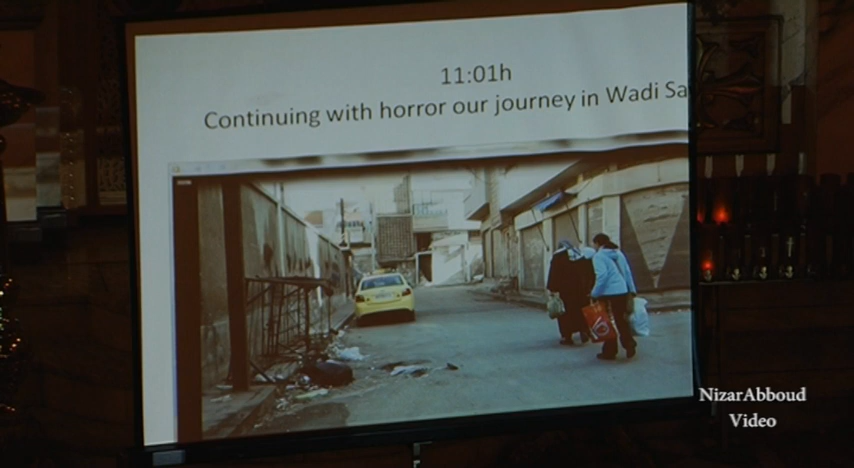 11:01h
Continuing with horror our journey in Wadi Sa
NizarAbboud
Video